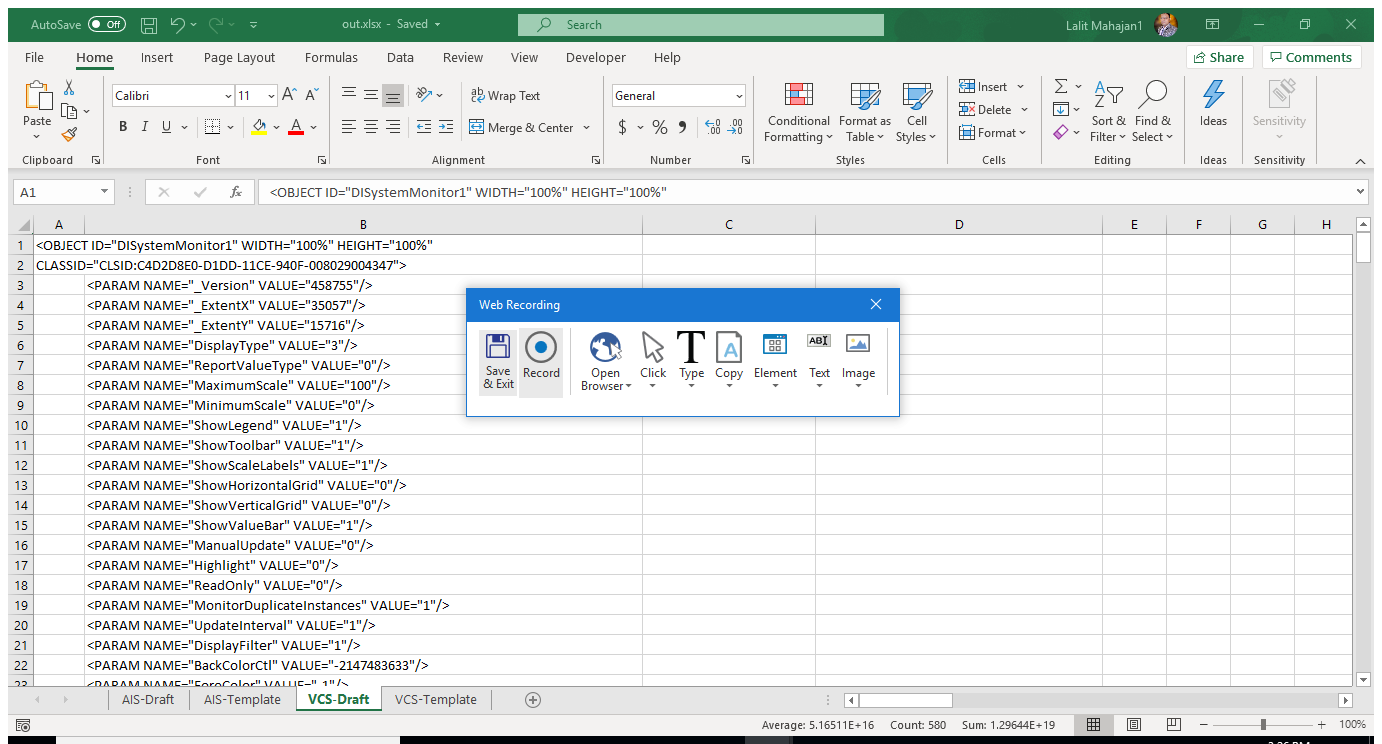 AutoSave Off out.xlsx - Saved Search Lalit Mahajan1
File Home Insert Page Layout Formulas Data Review View Developer Help Share Comments
Paste Calibri 11 Wrap Text General Conditional Formatting Format as Table Cell Styles Insert Sort & Filter Find & Select Ideas Sensitivity
B I U Merge & Center $ % Delete
Format
Clipboard Font Alignment Number Styles Cells Editing Ideas Sensitivity
A1 fx <OBJECT ID="DISystemMonitor1" WIDTH="100%" HEIGHT="100%"
A B C D E F G H
1 <OBJECT ID="DISystemMonitor1" WIDTH="100%" HEIGHT="100%"
2 CLASSID="CLSID:C4D2D8E0-D1DD-11CE-940F-008029004347">
3 <PARAM NAME="_Version" VALUE="458755"/>
4 <PARAM NAME="_ExtentX" VALUE="35057"/>
5 <PARAM NAME="_ExtentY" VALUE="15716"/>
6 <PARAM NAME="DisplayType" VALUE="3"/>
7 <PARAM NAME="ReportValueType" VALUE="0"/>
8 <PARAM NAME="MaximumScale" VALUE="100"/>
9 <PARAM NAME="MinimumScale" VALUE="0"/>
10 <PARAM NAME="ShowLegend" VALUE="1"/>
11 <PARAM NAME="ShowToolbar" VALUE="1"/>
12 <PARAM NAME="ShowScaleLabels" VALUE="1"/>
13 <PARAM NAME="ShowHorizontalGrid" VALUE="0"/>
14 <PARAM NAME="ShowVerticalGrid" VALUE="0"/>
15 <PARAM NAME="ShowValueBar" VALUE="1"/>
16 <PARAM NAME="ManualUpdate" VALUE="0"/>
17 <PARAM NAME="Highlight" VALUE="0"/>
18 <PARAM NAME="ReadOnly" VALUE="0"/>
19 <PARAM NAME="MonitorDuplicateInstances" VALUE="1"/>
20 <PARAM NAME="UpdateInterval" VALUE="1"/>
21 <PARAM NAME="DisplayFilter" VALUE="1"/>
22 <PARAM NAME="BackColorCtl" VALUE="-2147483633"/>
23 <PARAM NAME="ForeColor" VALUE="-1"/>
Web Recording
Save & Exit Record Open Browser Click Type Copy Element Text Image
AIS-Draft AIS-Template VCS-Draft VCS-Template
Average: 5.16511E+16 Count: 580 Sum: 1.29644E+19 100%